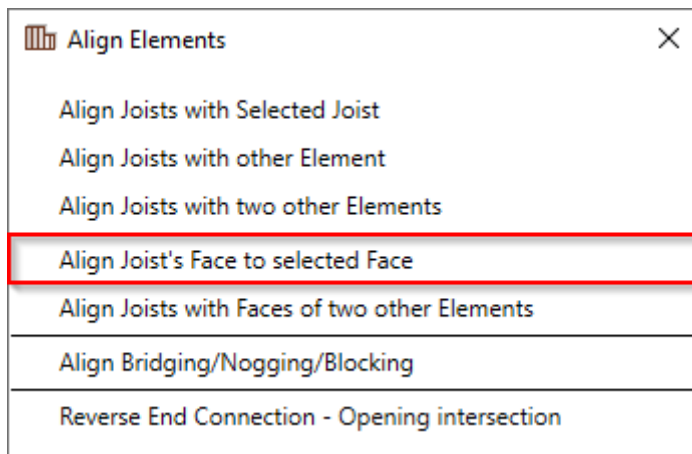 Align Elements
Align Joists with Selected Joist
Align Joists with other Element
Align Joists with two other Elements
Align Joist's Face to selected Face
Align Joists with Faces of two other Elements
Align Bridging/Nogging/Blocking
Reverse End Connection - Opening intersection